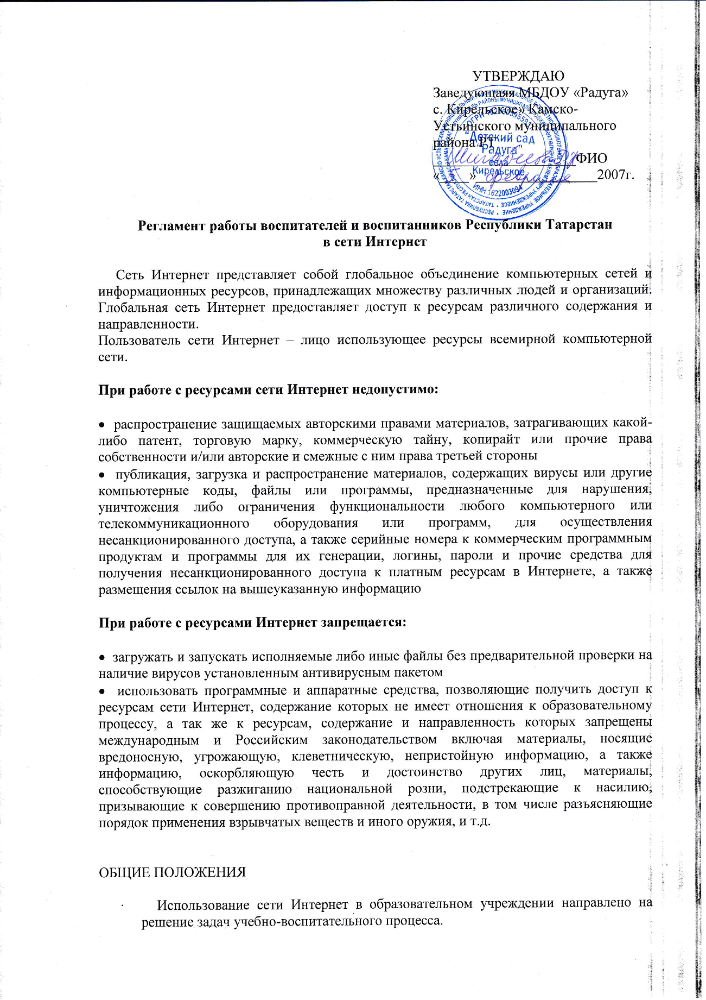 УТВЕРЖДАЮ
Заведующаяя МБДОУ «Радуга»
с. Кирельское» Камско-
Устьинского муниципального
района РТ
ФИО
«5» февраля 2007г.
"Детский сад
"Радуга"
села
Кирельское
ИНН 1622003094
Регламент работы воспитателей и воспитанников Республики Татарстан
в сети Интернет
Сеть Интернет представляет собой глобальное объединение компьютерных сетей и
информационных ресурсов, принадлежащих множеству различных людей и организаций.
Глобальная сеть Интернет предоставляет доступ к ресурсам различного содержания и
направленности.
Пользователь сети Интернет – лицо использующее ресурсы всемирной компьютерной
сети.
При работе с ресурсами сети Интернет недопустимо:
• распространение защищаемых авторскими правами материалов, затрагивающих какой-
либо патент, торговую марку, коммерческую тайну, копирайт или прочие права
собственности и/или авторские и смежные с ним права третьей стороны
• публикация, загрузка и распространение материалов, содержащих вирусы или другие
компьютерные коды, файлы или программы, предназначенные для нарушения,
уничтожения либо ограничения функциональности любого компьютерного или
телекоммуникационного оборудования или программ, для осуществления
несанкционированного доступа, а также серийные номера к коммерческим программным
продуктам и программы для их генерации, логины, пароли и прочие средства для
получения несанкционированного доступа к платным ресурсам в Интернете, а также
размещения ссылок на вышеуказанную информацию
При работе с ресурсами Интернет запрещается:
• загружать и запускать исполняемые либо иные файлы без предварительной проверки на
наличие вирусов установленным антивирусным пакетом
• использовать программные и аппаратные средства, позволяющие получить доступ к
ресурсам сети Интернет, содержание которых не имеет отношения к образовательному
процессу, а так же к ресурсам, содержание и направленность которых запрещены
международным и Российским законодательством включая материалы, носящие
вредоносную, угрожающую, клеветническую, непристойную информацию, а также
информацию, оскорбляющую честь и достоинство других лиц, материалы,
способствующие разжиганию национальной розни, подстрекающие к насилию,
призывающие к совершению противоправной деятельности, в том числе разъясняющие
порядок применения взрывчатых веществ и иного оружия, и т.д.
ОБЩИЕ ПОЛОЖЕНИЯ
· Использование сети Интернет в образовательном учреждении направлено на
решение задач учебно-воспитательного процесса.